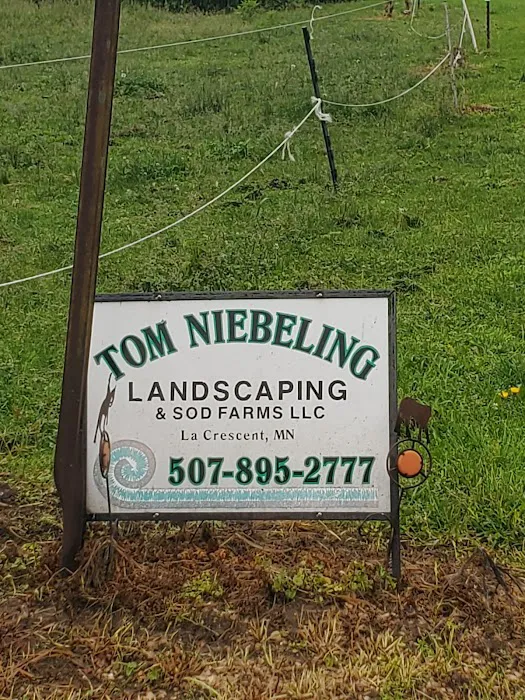 TOM NIEBELING
LANDSCAPING
& SOD FARMS LLC
La Crescent, MN
507-895-2777